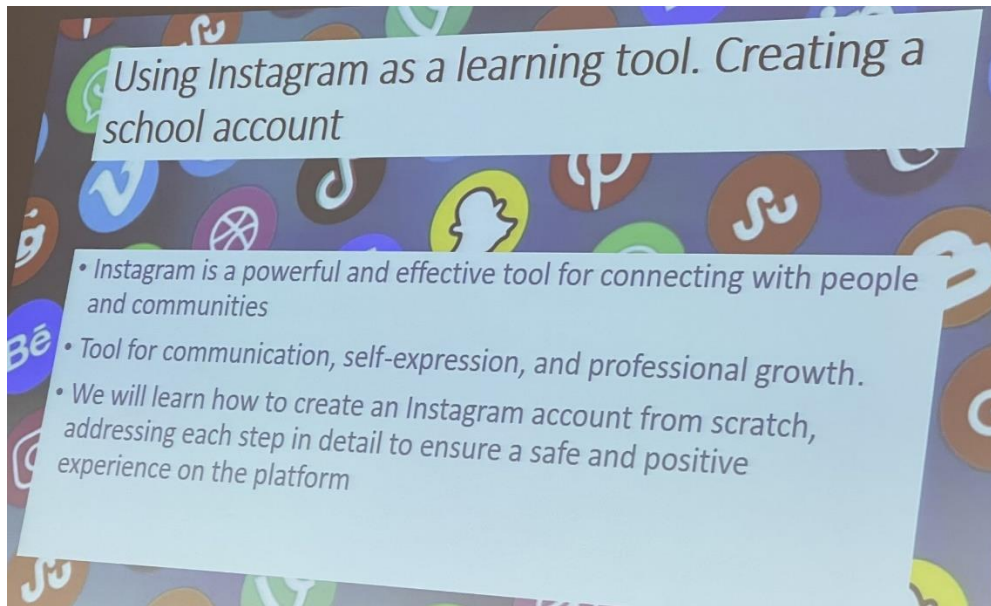 Using Instagram as a learning tool. Creating a
school account
• Instagram is a powerful and effective tool for connecting with people
and communities
• Tool for communication, self-expression, and professional growth.
• We will learn how to create an Instagram account from scratch,
addressing each step in detail to ensure a safe and positive
experience on the platform
Bē